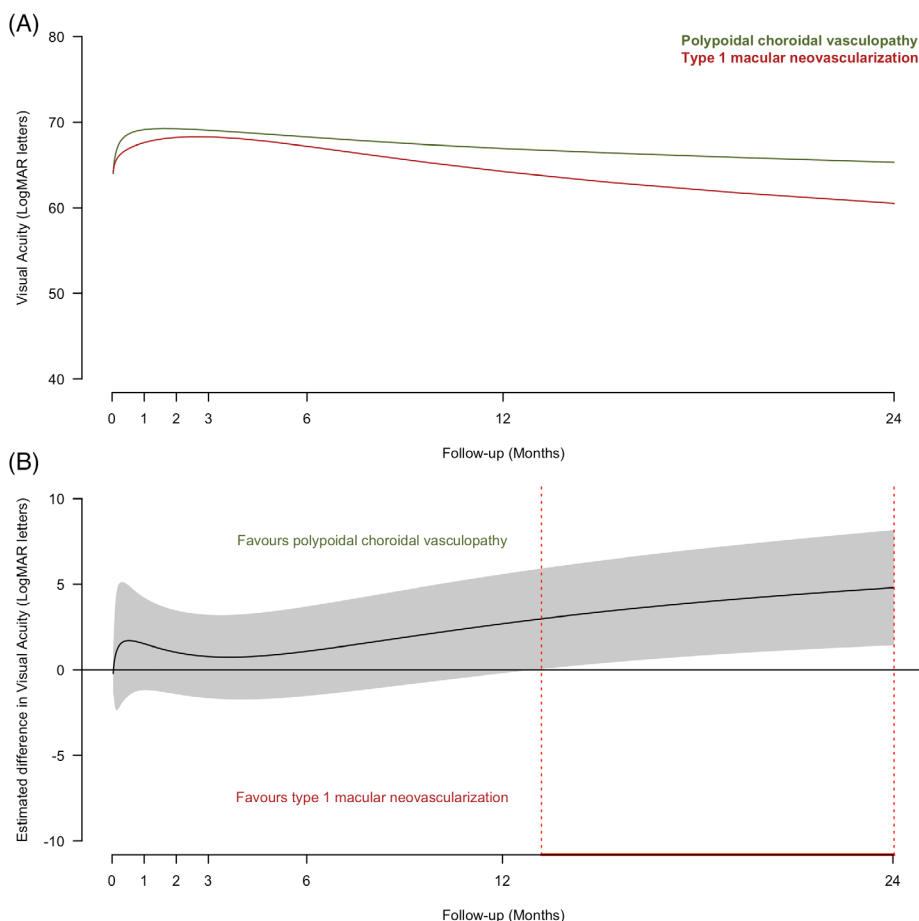 (A)
Polypoidal choroidal vasculopathy
Type 1 macular neovascularization
Visual Acuity (LogMAR letters)
80
70
60
50
40
0 1 2 3 6 12 24
Follow-up (Months)
(B)
Estimated difference in Visual Acuity (LogMAR letters)
10
5
0
-5
-10
Favours polypoidal choroidal vasculopathy
Favours type 1 macular neovascularization
0 1 2 3 6 12 24
Follow-up (Months)